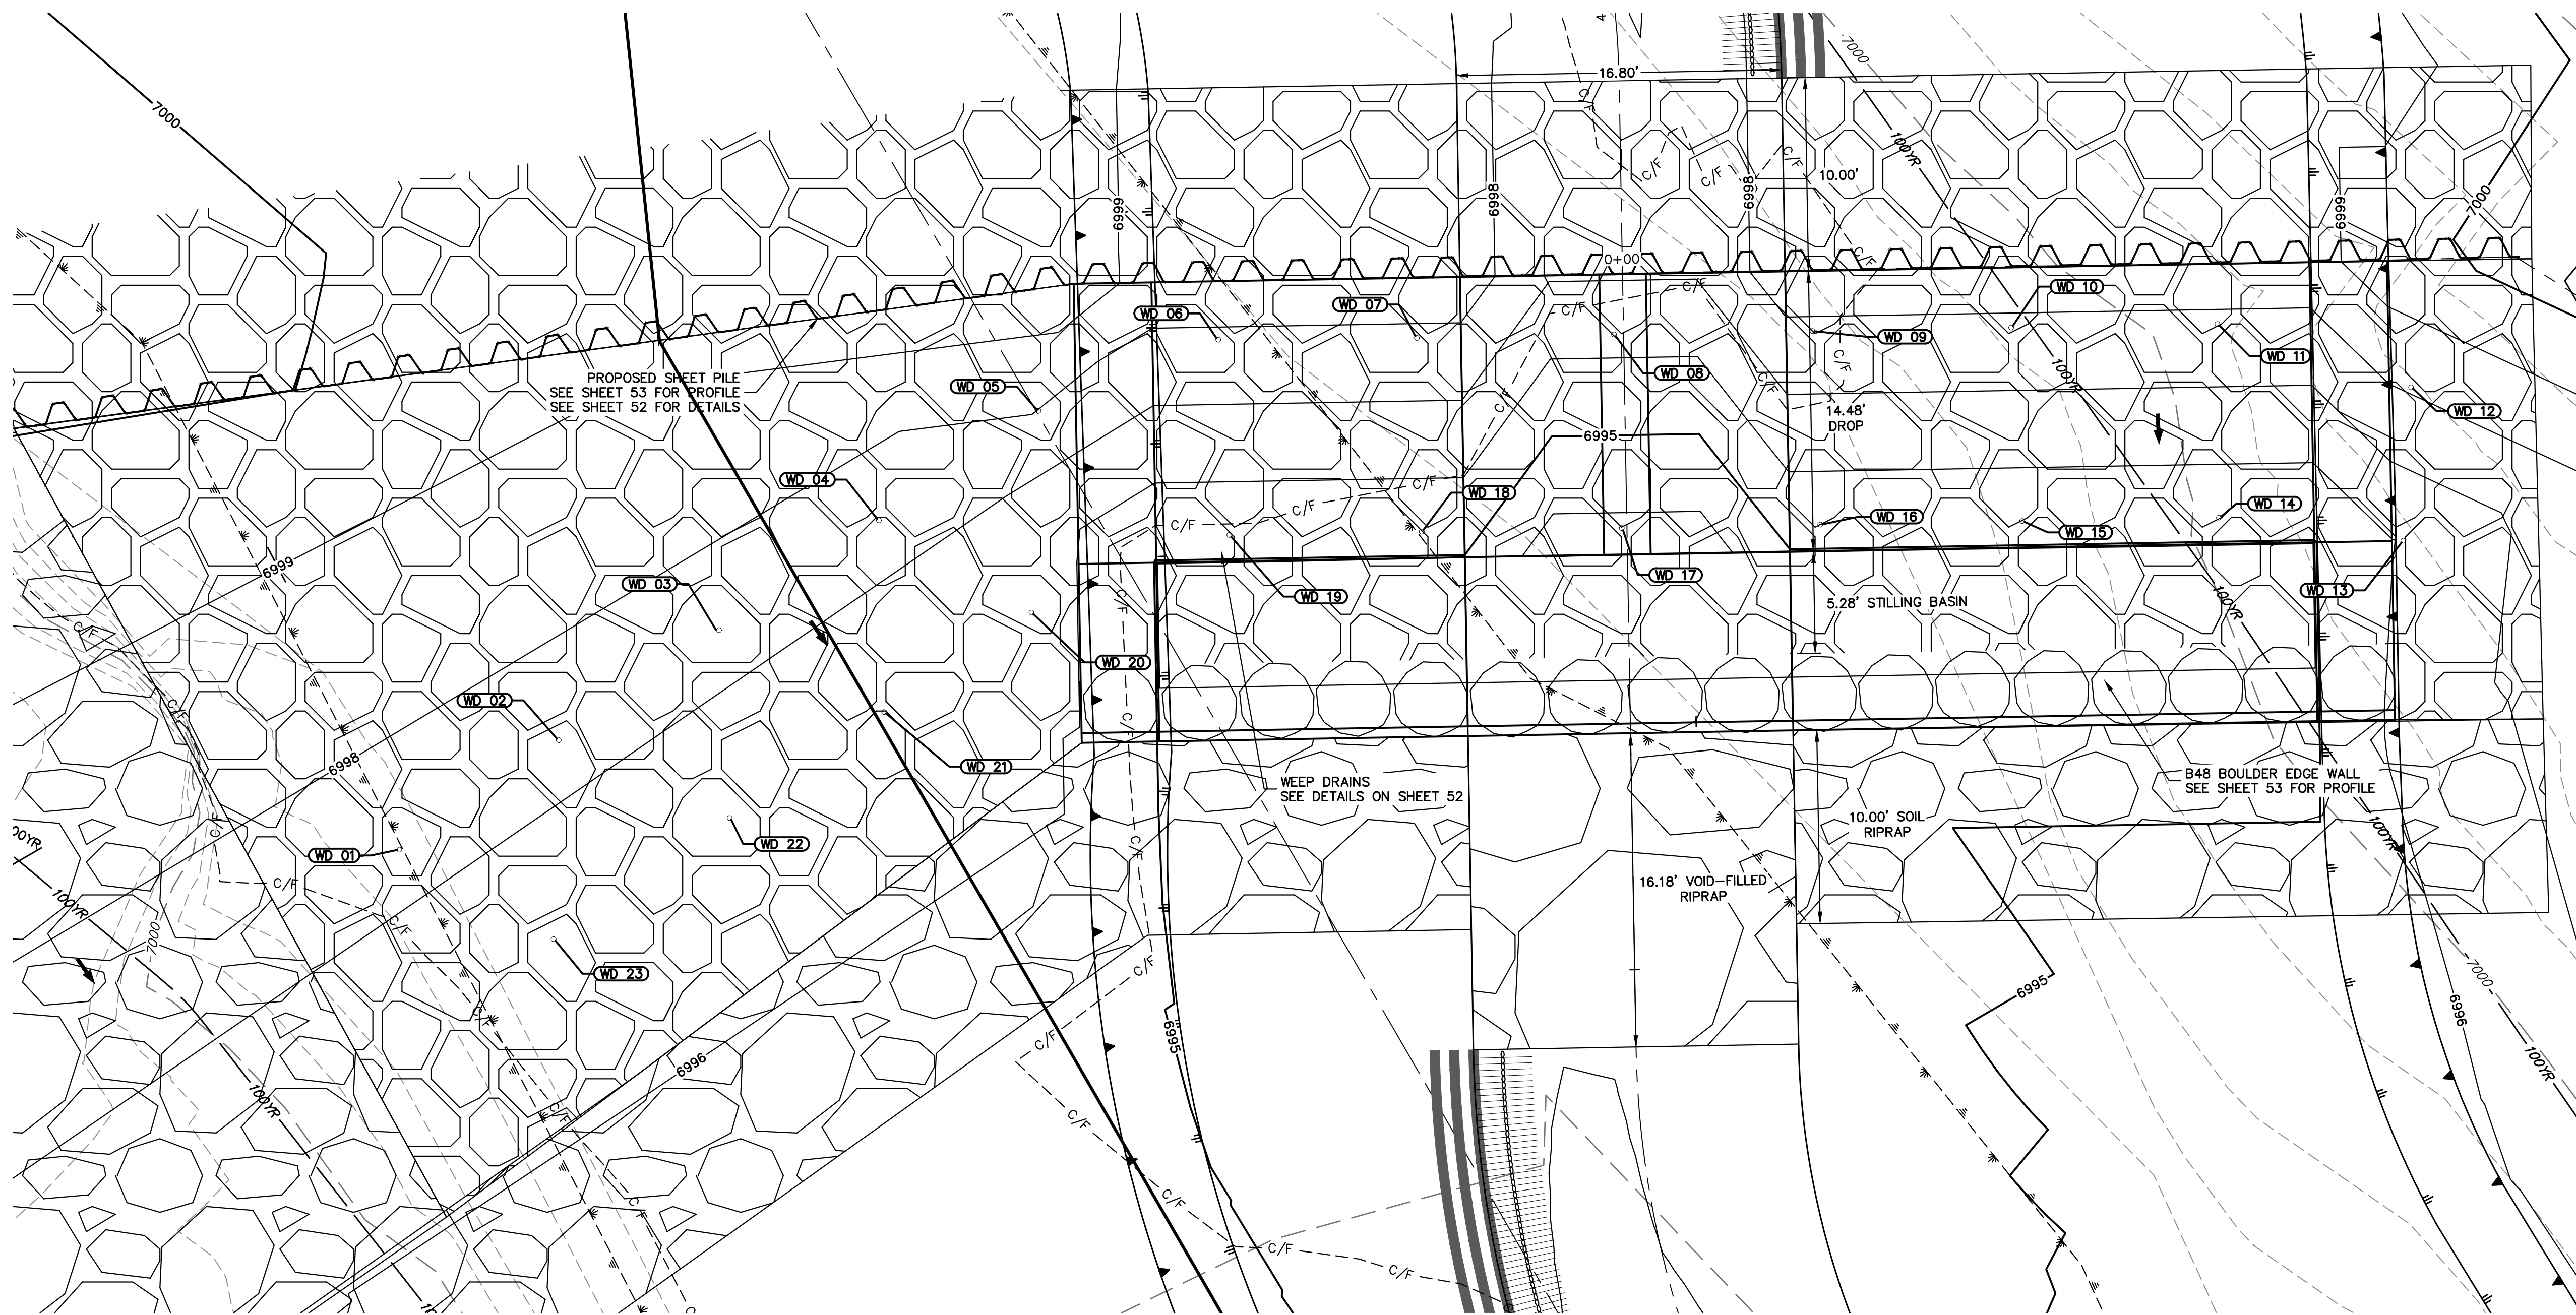 7000
16.80'
7000
C/F
C/F
C/F
C/F
100YR
10.00'
6999
6998
6998
6999
7000
0+00
C/F
WD 06
WD 07
C/F
C/F
WD 10
WD 09
WD 11
PROPOSED SHEET PILE
SEE SHEET 53 FOR PROFILE
SEE SHEET 52 FOR DETAILS
WD 05
WD 08
C/F
C/F
C/F
100YR
14.48'
DROP
WD 12
6995
WD 04
WD 18
C/F
C/F
C/F
WD 16
WD 14
WD 15
6999
WD 03
WD 17
WD 19
C/F
5.28' STILLING BASIN
100YR
WD 13
C/F
WD 20
WD 02
C/F
C/F
6998
WD 21
WEEP DRAINS
SEE DETAILS ON SHEET 52
B48 BOULDER EDGE WALL
SEE SHEET 53 FOR PROFILE
10.00' SOIL
RIPRAP
00YR
C/F
WD 01
WD 22
C/F
100YR
C/F
16.18' VOID-FILLED
RIPRAP
100YR
7000
C/F
WD 23
C/F
7000
6995
6996
C/F
C/F
6995
6996
100YR
100YR
C/F
C/F
C/F
C/F
C/F
C/F